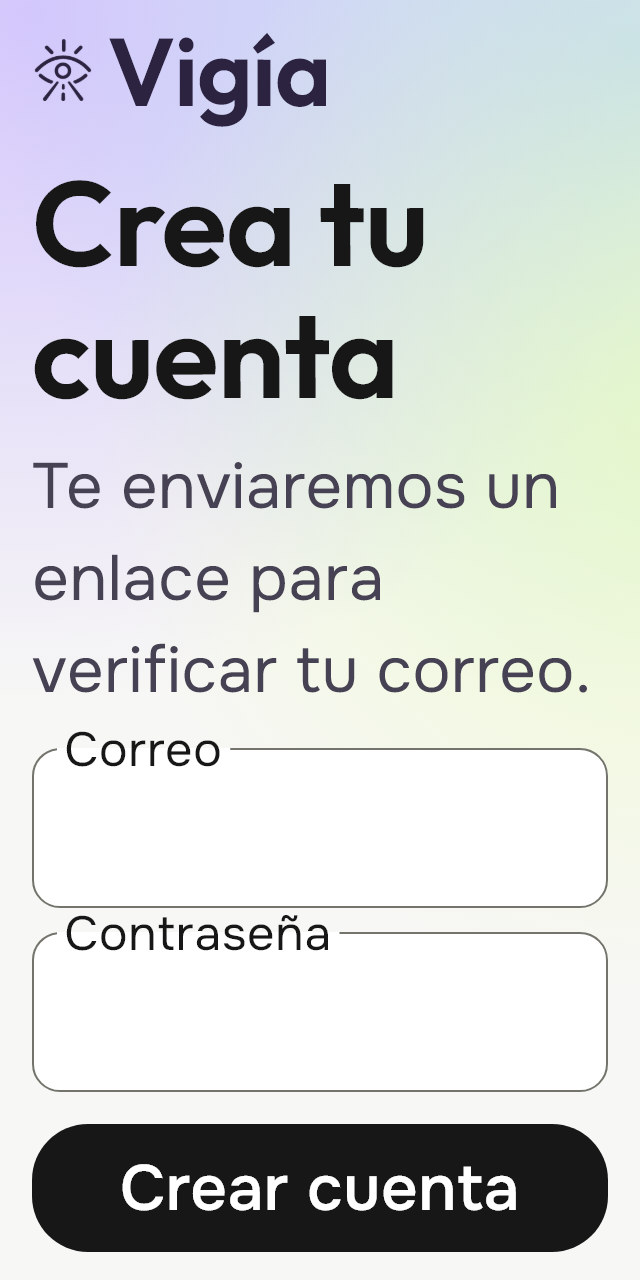 Vigía
Crea tu
cuenta
Te enviaremos un
enlace para
verificar tu correo.
Correo
Contraseña
Crear cuenta